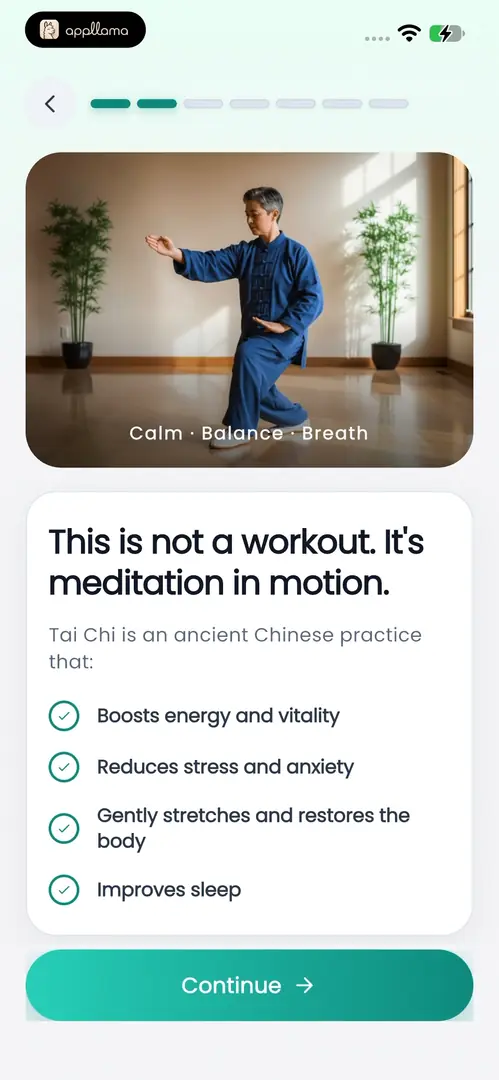 appllama
Calm · Balance · Breath
This is not a workout. It's
meditation in motion.
Tai Chi is an ancient Chinese practice
that:
Boosts energy and vitality
Reduces stress and anxiety
Gently stretches and restores the
body
Improves sleep
Continue →